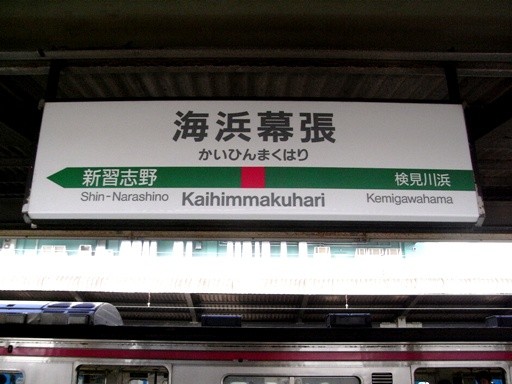 海浜幕張
かいひんまくはり
新習志野 検見川浜
Shin-Narashino Kaihimmakuhari Kemigawahama